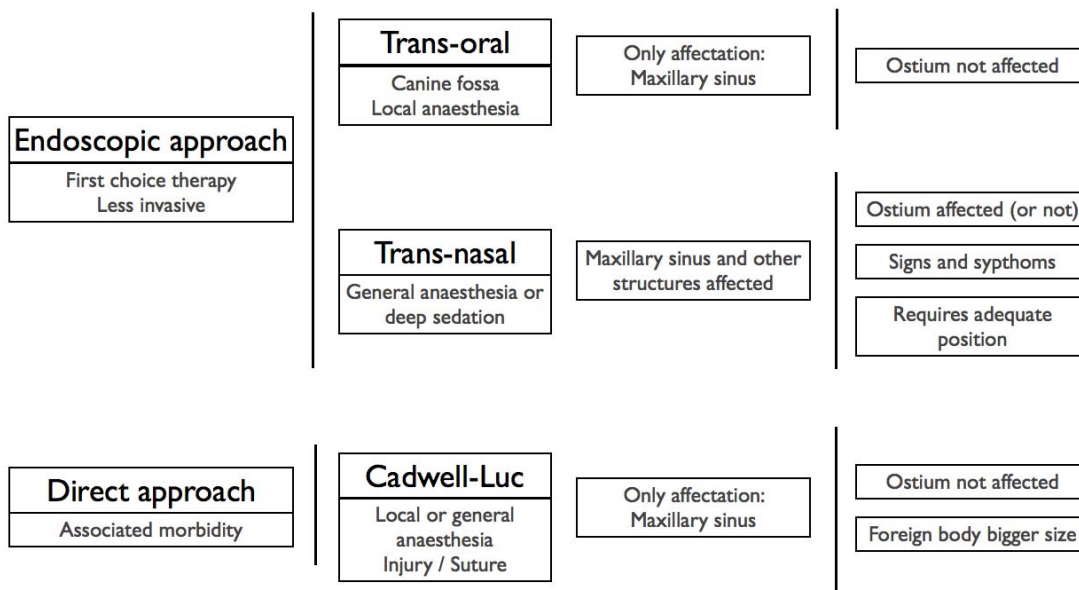 Endoscopic approach
First choice therapy
Less invasive
Trans-oral
Canine fossa
Local anaesthesia
Only affectation:
Maxillary sinus
Ostium not affected
Trans-nasal
General anaesthesia or
deep sedation
Maxillary sinus and other
structures affected
Ostium affected (or not)
Signs and sypthoms
Requires adequate
position
Direct approach
Associated morbidity
Cadwell-Luc
Local or general
anaesthesia
Injury / Suture
Only affectation:
Maxillary sinus
Ostium not affected
Foreign body bigger size